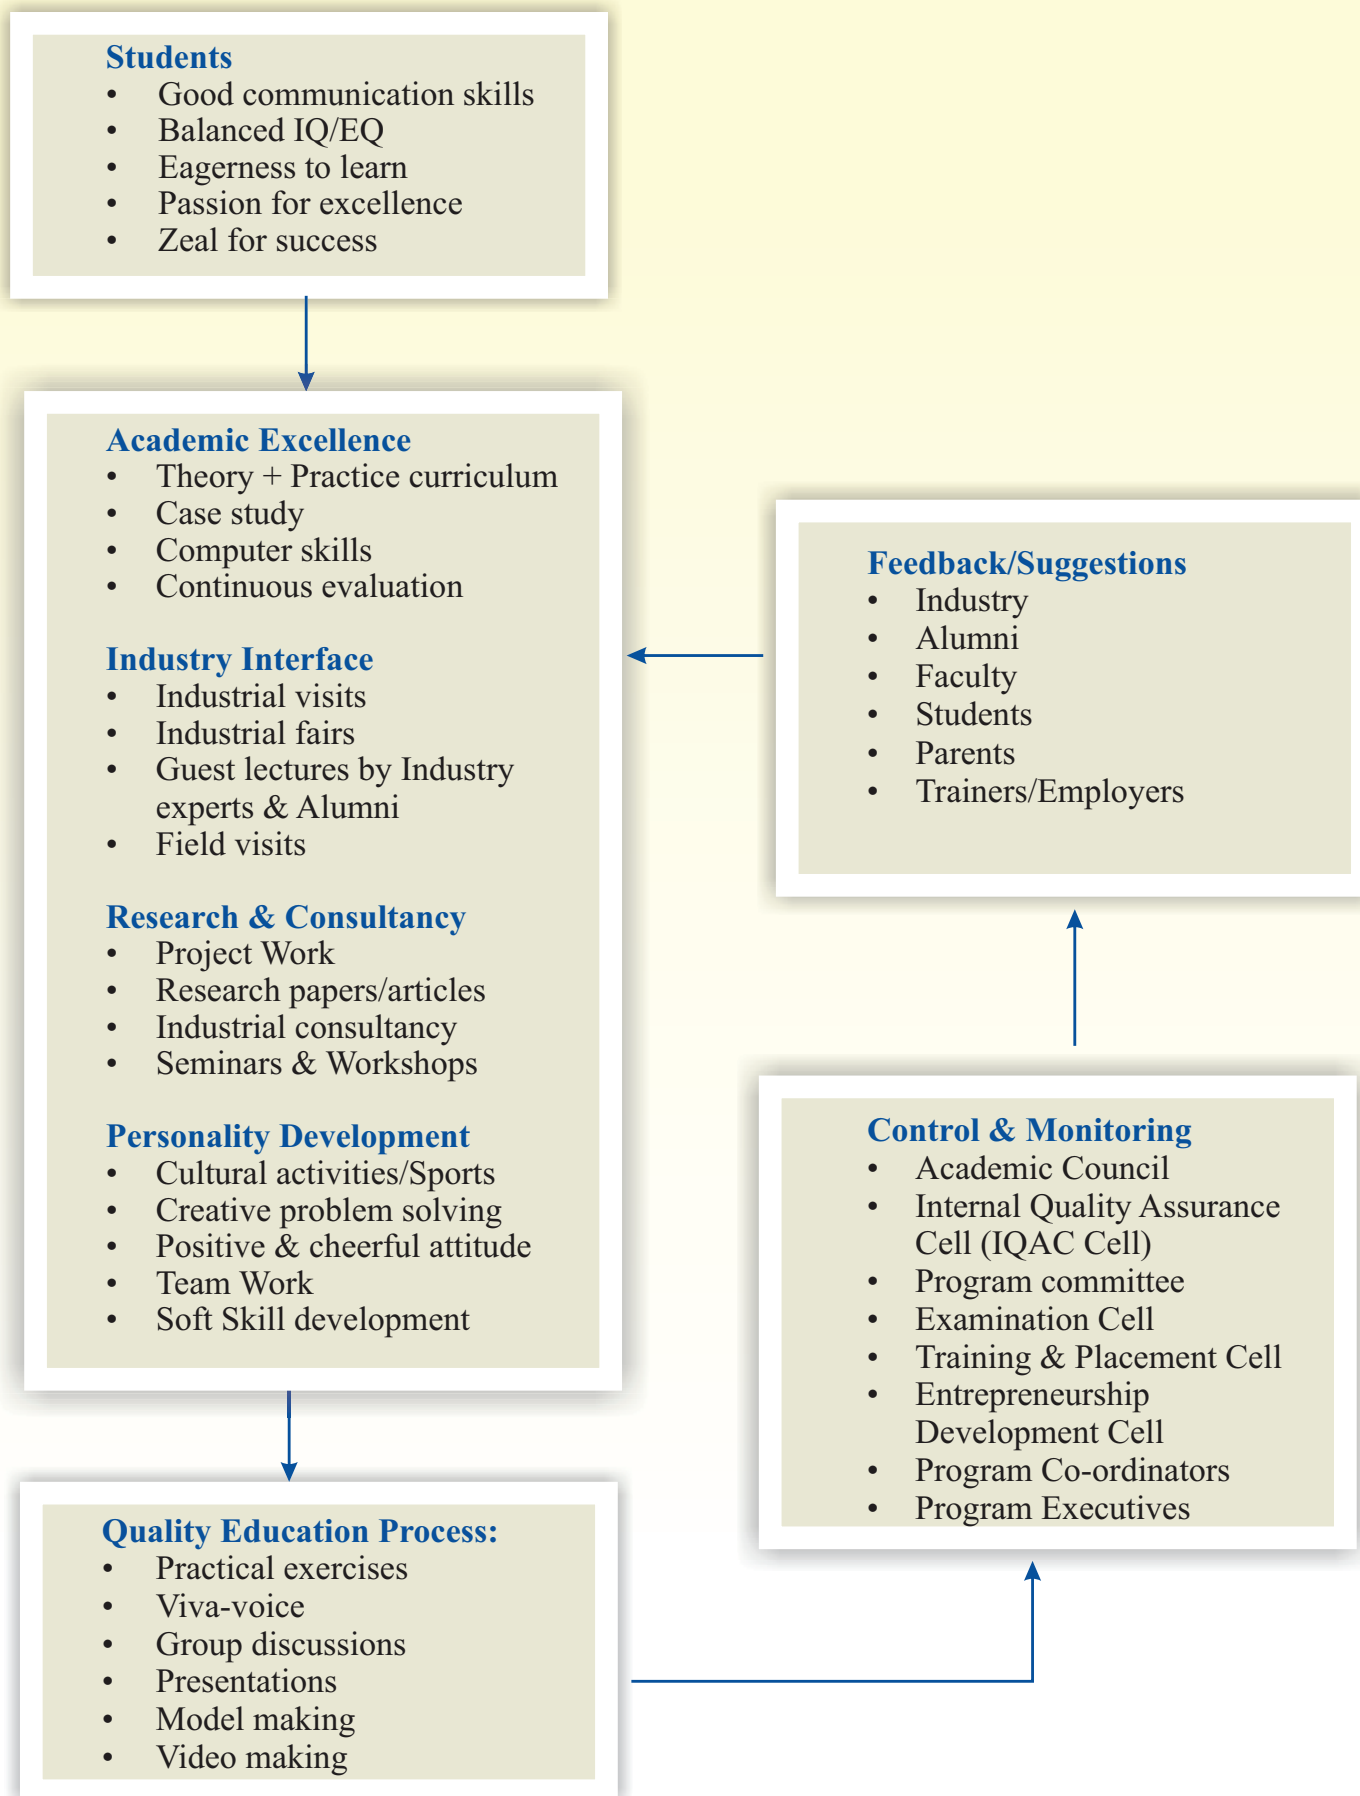 Students
• Good communication skills
• Balanced IQ/EQ
• Eagerness to learn
• Passion for excellence
• Zeal for success
Academic Excellence
• Theory + Practice curriculum
• Case study
• Computer skills
• Continuous evaluation
Industry Interface
• Industrial visits
• Industrial fairs
• Guest lectures by Industry
experts & Alumni
• Field visits
Research & Consultancy
• Project Work
• Research papers/articles
• Industrial consultancy
• Seminars & Workshops
Personality Development
• Cultural activities/Sports
• Creative problem solving
• Positive & cheerful attitude
• Team Work
• Soft Skill development
Quality Education Process:
• Practical exercises
• Viva-voice
• Group discussions
• Presentations
• Model making
• Video making
Feedback/Suggestions
• Industry
• Alumni
• Faculty
• Students
• Parents
• Trainers/Employers
Control & Monitoring
• Academic Council
• Internal Quality Assurance
Cell (IQAC Cell)
• Program committee
• Examination Cell
• Training & Placement Cell
• Entrepreneurship
Development Cell
• Program Co-ordinators
• Program Executives